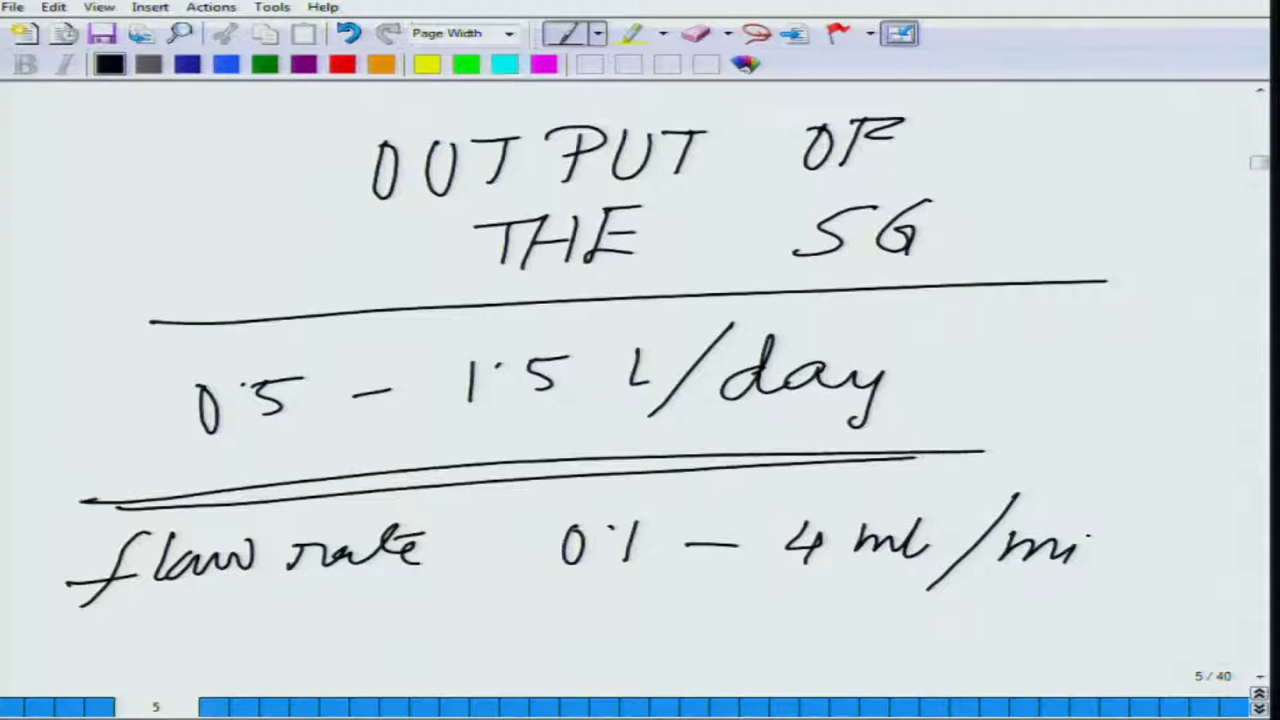 File Edit View Insert Actions Tools Help
Page Width
OUTPUT OF
THE SG
0.5 - 1.5 L/day
flow rate 0.1 - 4 ml/mi
5 / 40
5